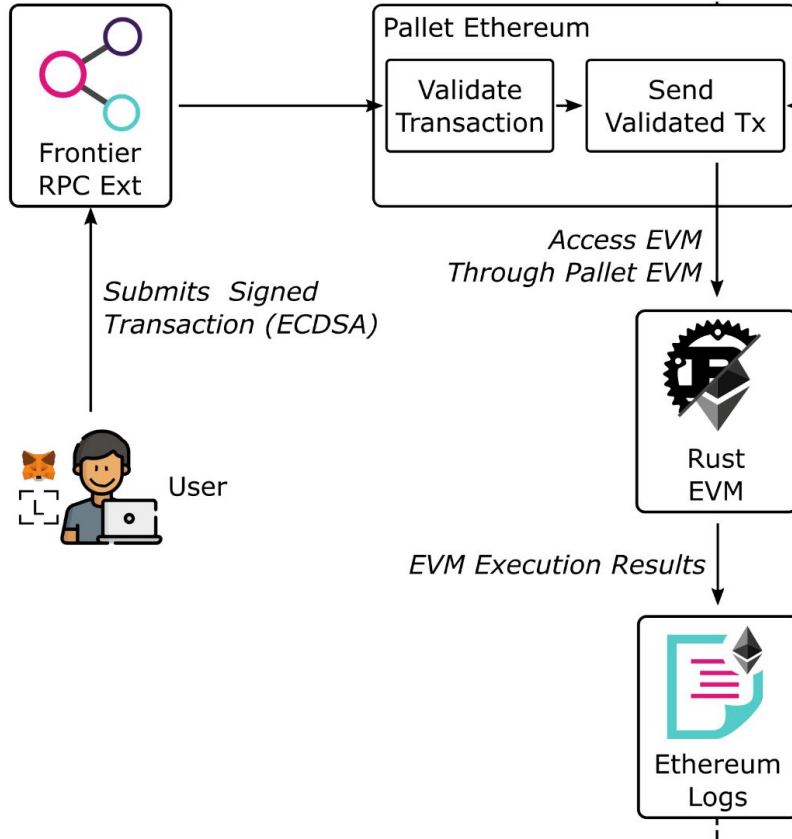 Pallet Ethereum
Validate
Transaction
Send
Validated Tx
Frontier
RPC Ext
Access EVM
Through Pallet EVM
Submits Signed
Transaction (ECDSA)
R
Rust
EVM
L
User
EVM Execution Results
Ethereum
Logs